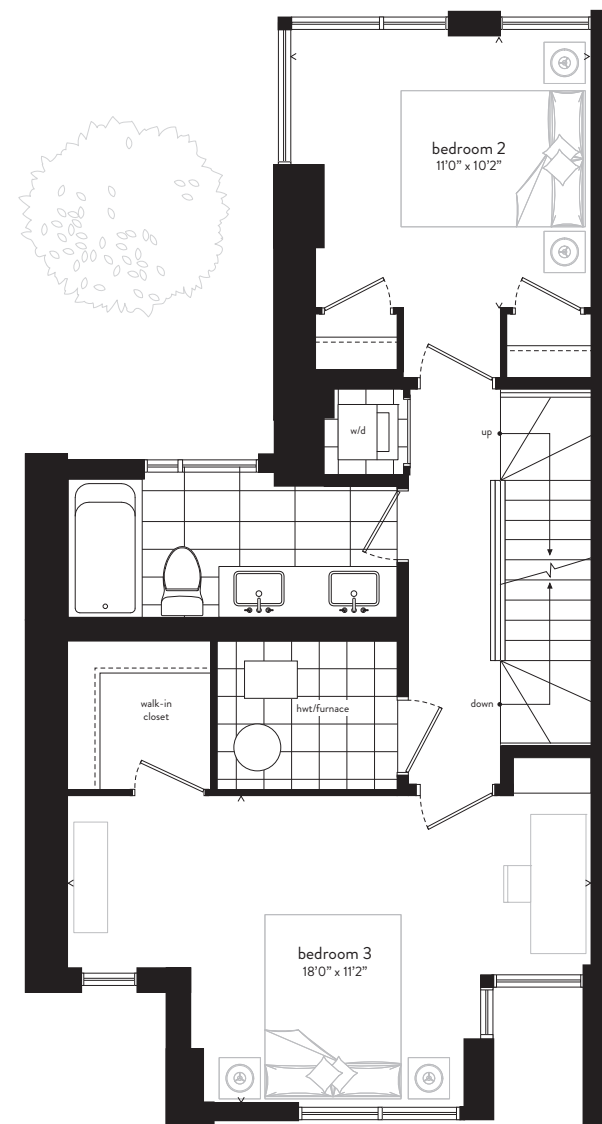 bedroom 2
11'0" x 10'2"
w/d
up
walk-in
closet
hwt/furnace
down
bedroom 3
18'0" x 11'2"